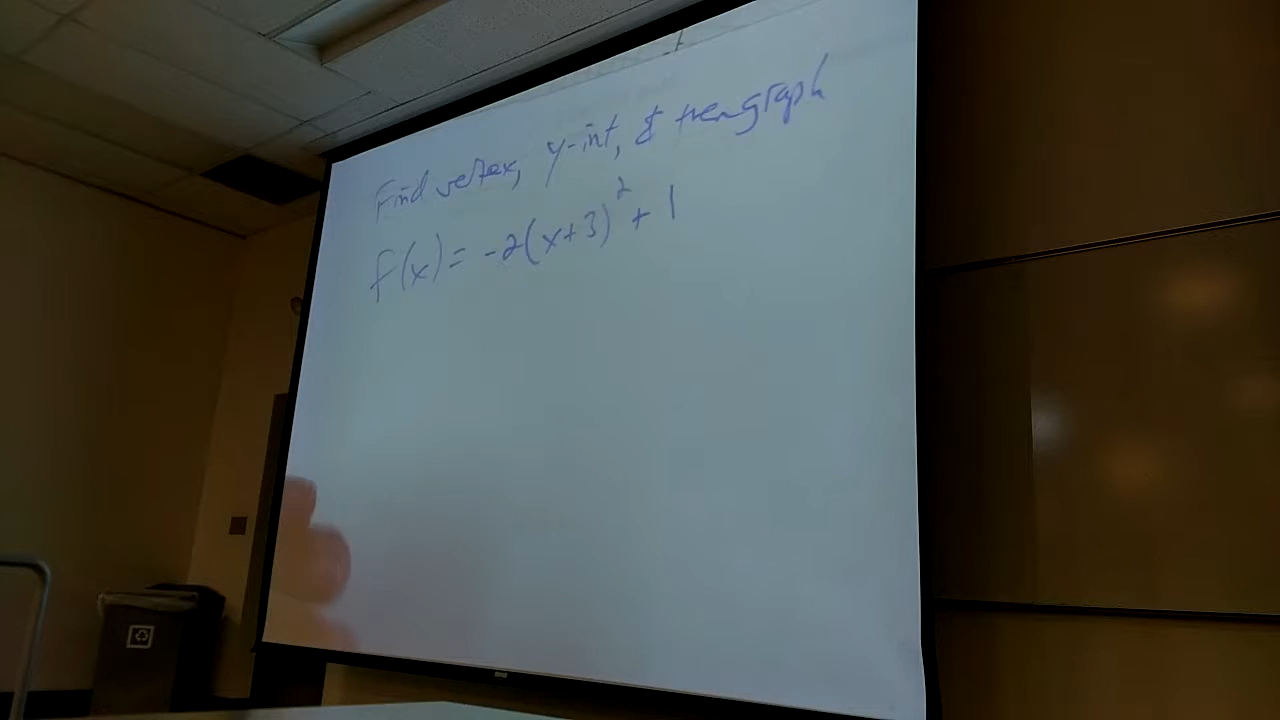 Find vertex, y-int, & then graph
f(x) = -2(x+3)² + 1